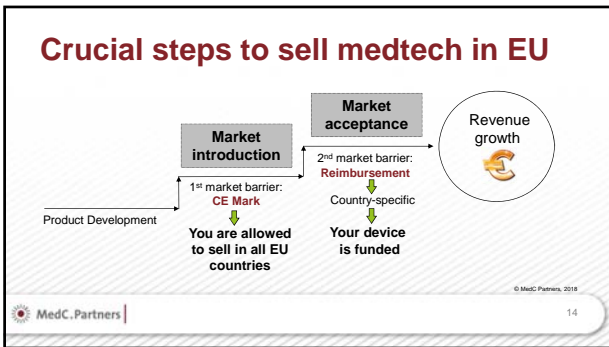 Crucial steps to sell medtech in EU
Product Development
Market
introduction
1st market barrier:
CE Mark
You are allowed
to sell in all EU
countries
Market
acceptance
2nd market barrier:
Reimbursement
Country-specific
Your device
is funded
Revenue
growth
€
© MedC Partners, 2018
MedC.Partners
14